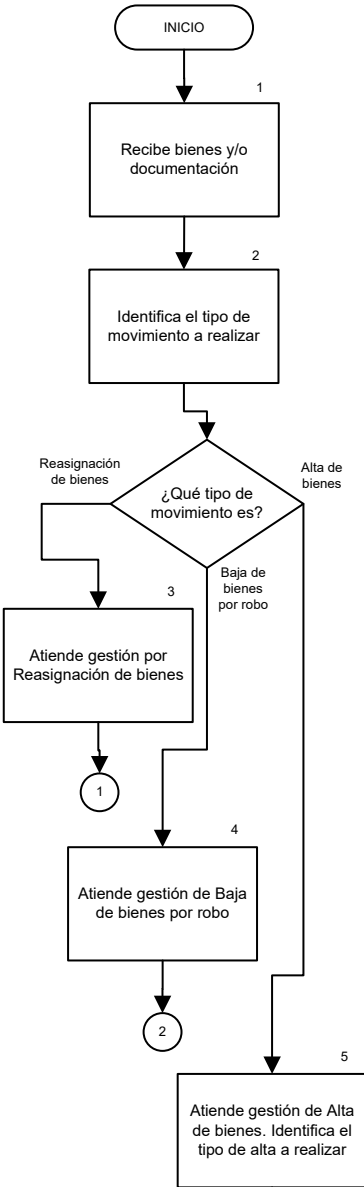 INICIO
1
Recibe bienes y/o
documentación
2
Identifica el tipo de
movimiento a realizar
¿Qué tipo de
movimiento es?
Reasignación
de bienes
Alta de
bienes
Baja de
bienes
por robo
3
Atiende gestión por
Reasignación de bienes
1
4
Atiende gestión de Baja
de bienes por robo
2
5
Atiende gestión de Alta
de bienes. Identifica el
tipo de alta a realizar